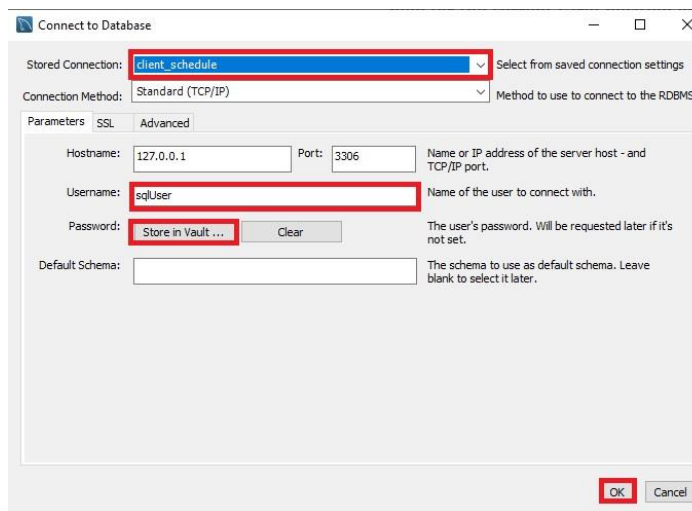 Connect to Database
Stored Connection: client_schedule Select from saved connection settings
Connection Method: Standard (TCP/IP) Method to use to connect to the RDBMS
Parameters SSL Advanced
Hostname: 127.0.0.1 Port: 3306 Name or IP address of the server host - and
TCP/IP port.
Username: sqlUser Name of the user to connect with.
Password: Store in Vault ... Clear The user's password. Will be requested later if it's
not set.
Default Schema: The schema to use as default schema. Leave
blank to select it later.
OK Cancel